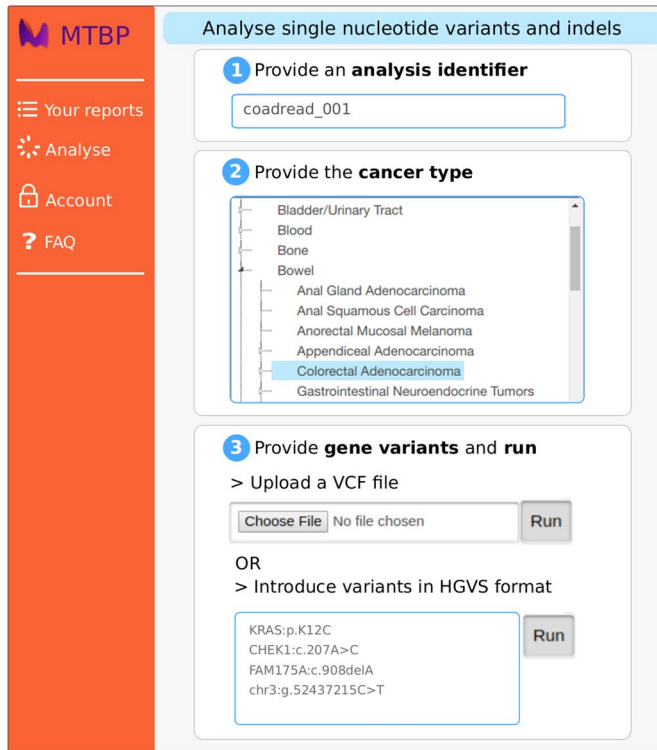 MTBP
Your reports
Analyse
Account
? FAQ
Analyse single nucleotide variants and indels
1 Provide an analysis identifier
coadread_001
2 Provide the cancer type
Bladder/Urinary Tract
Blood
Bone
Bowel
Anal Gland Adenocarcinoma
Anal Squamous Cell Carcinoma
Anorectal Mucosal Melanoma
Appendiceal Adenocarcinoma
Colorectal Adenocarcinoma
Gastrointestinal Neuroendocrine Tumors
3 Provide gene variants and run
> Upload a VCF file
Choose File No file chosen Run
OR
> Introduce variants in HGVS format
KRAS:p.K12C
CHEK1:c.207A>C
FAM175A:c.908delA
chr3:g.52437215C>T
Run